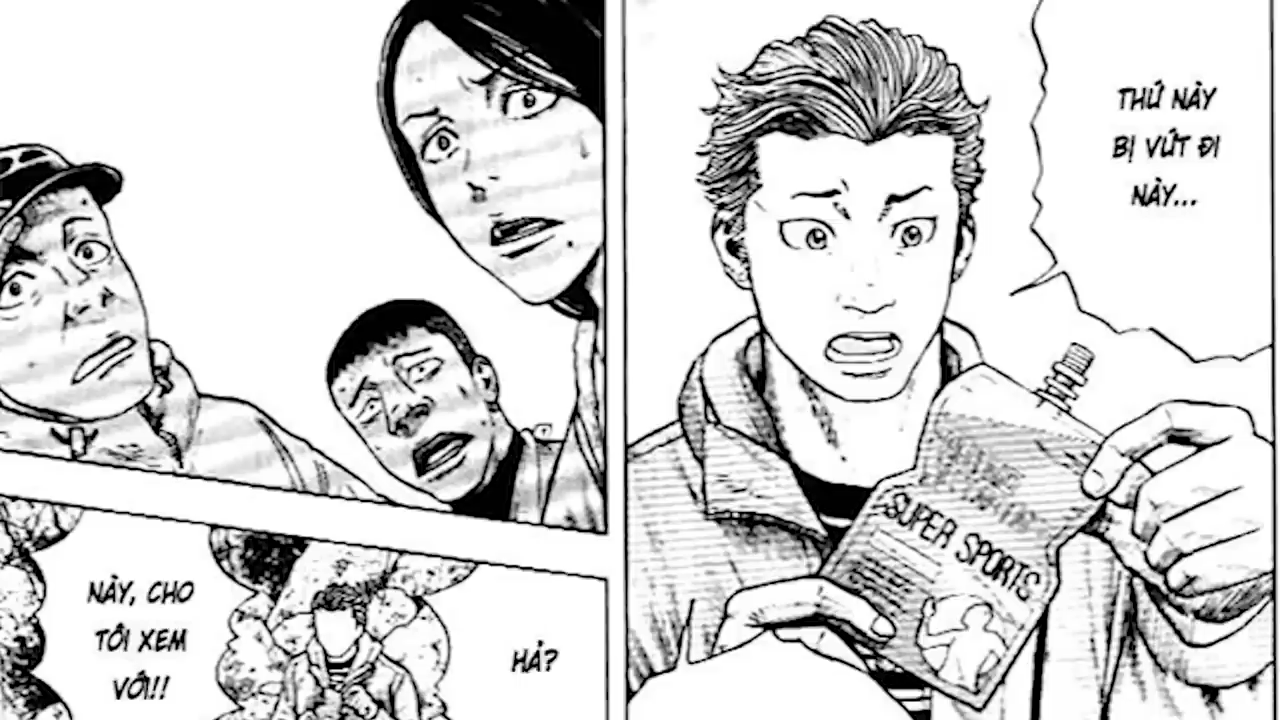 THỨ NÀY
BỊ VỨT ĐI
NÀY...
SUPER SPORTS
NÀY, CHO
TÔI XEM
VỚI!!
HẢ?